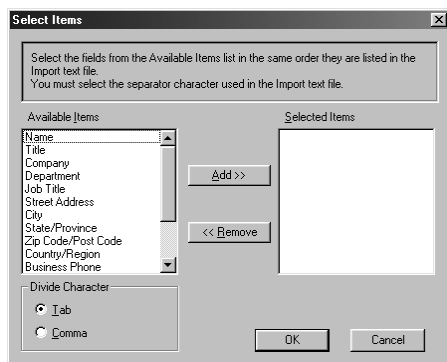 Select Items
Select the fields from the Available Items list in the same order they are listed in the
Import text file.
You must select the separator character used in the Import text file.
Available Items
Selected Items
Name
Title
Company
Department
Job Title
Street Address
City
State/Province
Zip Code/Post Code
Country/Region
Business Phone
Add >>
<< Remove
Divide Character
Tab
Comma
OK
Cancel